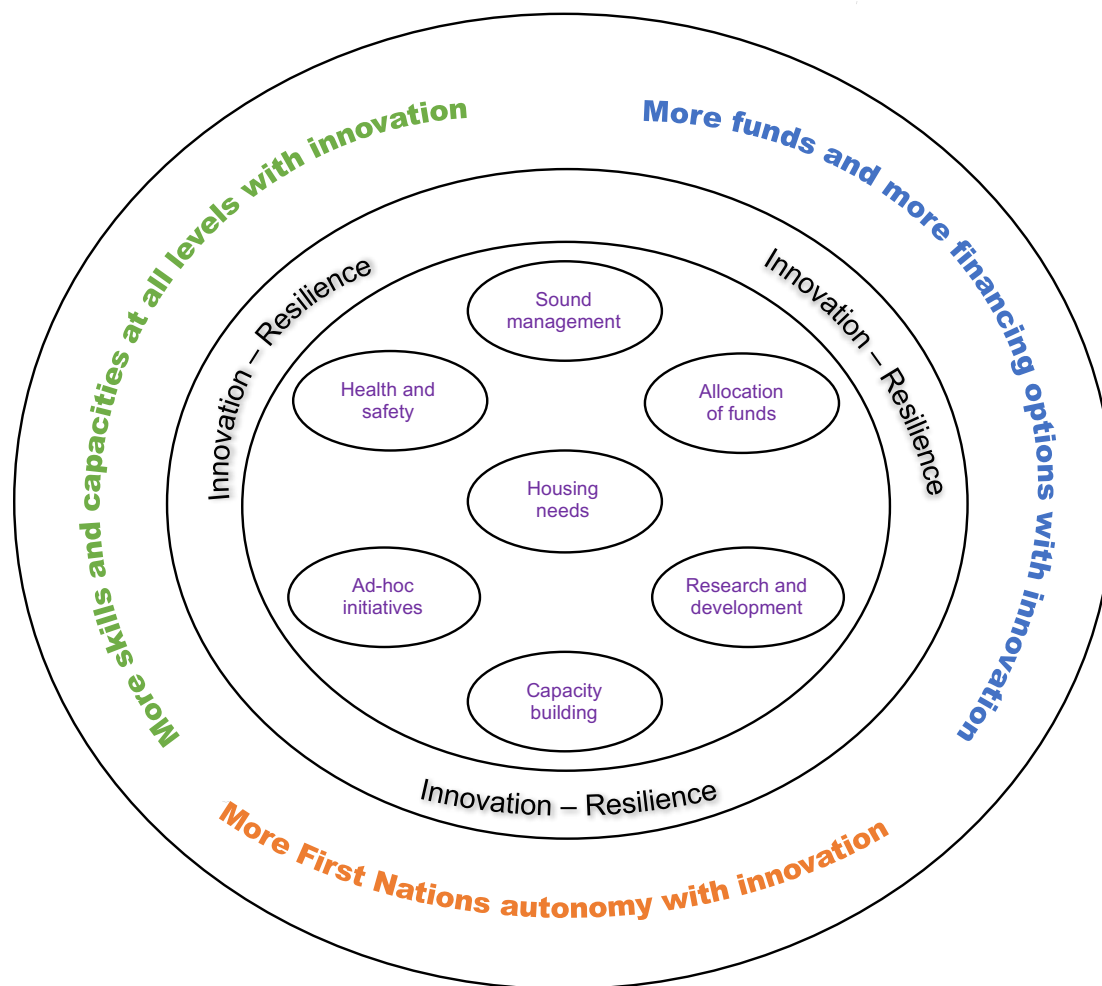 More skills and capacities at all levels with innovation
More funds and more financing options with innovation
Innovation – Resilience
Innovation – Resilience
Sound
management
Health and
safety
Allocation
of funds
Housing
needs
Ad-hoc
initiatives
Research and
development
Capacity
building
Innovation – Resilience
More First Nations autonomy with innovation